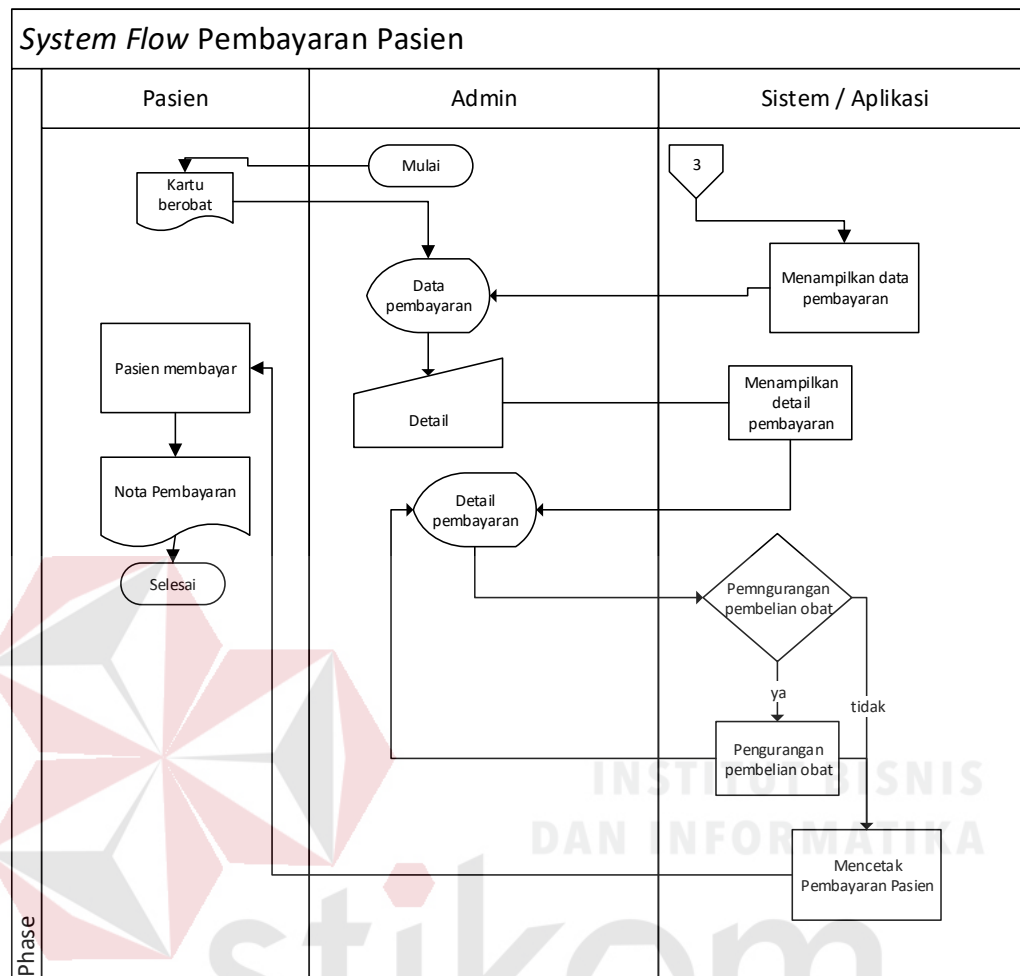 System Flow Pembayaran Pasien
Pasien
Admin
Sistem / Aplikasi
Mulai
3
Kartu
berobat
Data
pembayaran
Menampilkan data
pembayaran
Pasien membayar
Detail
Menampilkan
detail
pembayaran
Nota Pembayaran
Detail
pembayaran
Selesai
Pemngurangan
pembelian obat
ya
tidak
Pengurangan
pembelian obat
INSTITUT BISNIS
DAN INFORMATIKA
Mencetak
Pembayaran Pasien
stikom
Phase